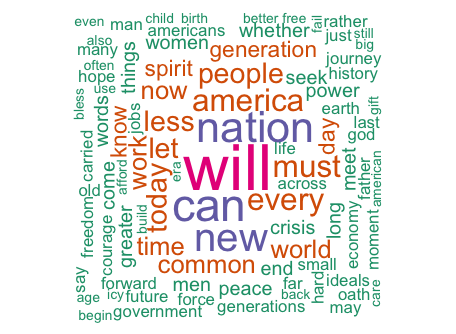 even man child birth better free fail rather
also americans whether just still
many women generation big
often things spirit people seek journey
hope now power history
bless use jobs america earth last gift
words know less nation day god
carried work let life
era will must meet father american
old afford today can every across
freedom come build new crisis long economy moment
courage greater time common world
say end small ideals care
forward men peace far hard oath
age icy future force back may
begin government generations